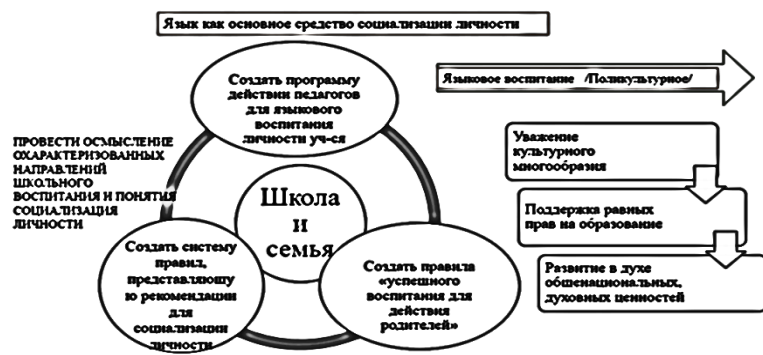 Язык как основное средство социализации личности
Создать программу
действии педагогов
для языкового
воспитания
личности уч-ся
Языковое воспитание /Поликультурное/
ПРОВЕСТИ ОСМЫСЛЕНИЕ
ОХАРАКТЕРИЗОВАННЫХ
НАПРАВЛЕНИЙ
ШКОЛЬНОГО
ВОСПИТАНИЯ И ПОНЯТИЯ
СОЦИАЛИЗАЦИЯ
ЛИЧНОСТИ
Школа
и
семья
Создать систему
правил,
представляющу
ю рекомендации
для
социализации
личности
Создать правила
«успешного
воспитания для
действия
родителей»
Уважение
культурного
многообразия
Поддержка равных
прав на образование
Развитие в духе
обшенациональных,
духовных ценностей